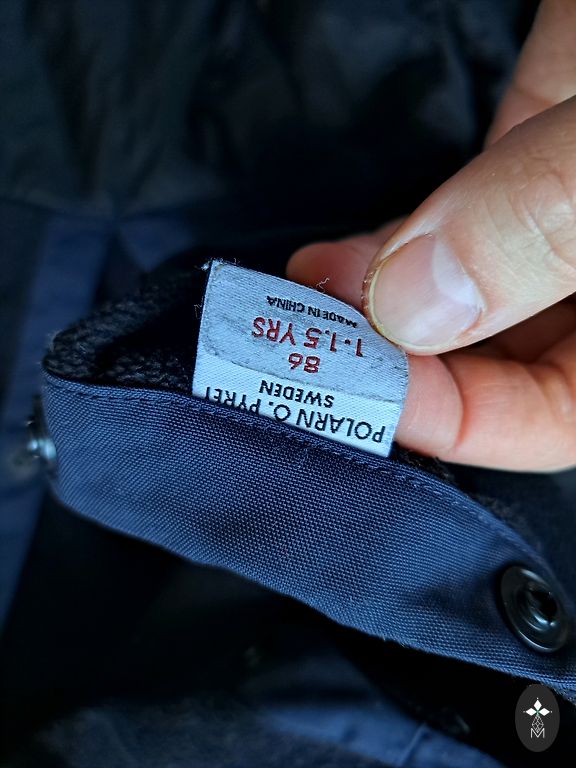 POLARN O. PYRET
SWEDEN
86
1-1.5 YRS
MADE IN CHINA
M